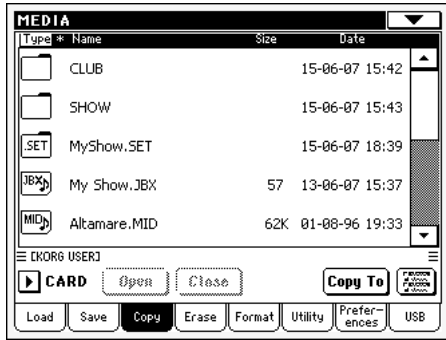 MEDIA
Type * Name Size Date
CLUB 15-06-07 15:42
SHOW 15-06-07 15:43
.SET MyShow.SET 15-06-07 18:39
JBX My Show.JBX 57 13-06-07 15:37
MID Altamare.MID 62K 01-08-96 19:33
[KORG USER]
CARD Open Close Copy To
Load Save Copy Erase Format Utility Prefer-ences USB